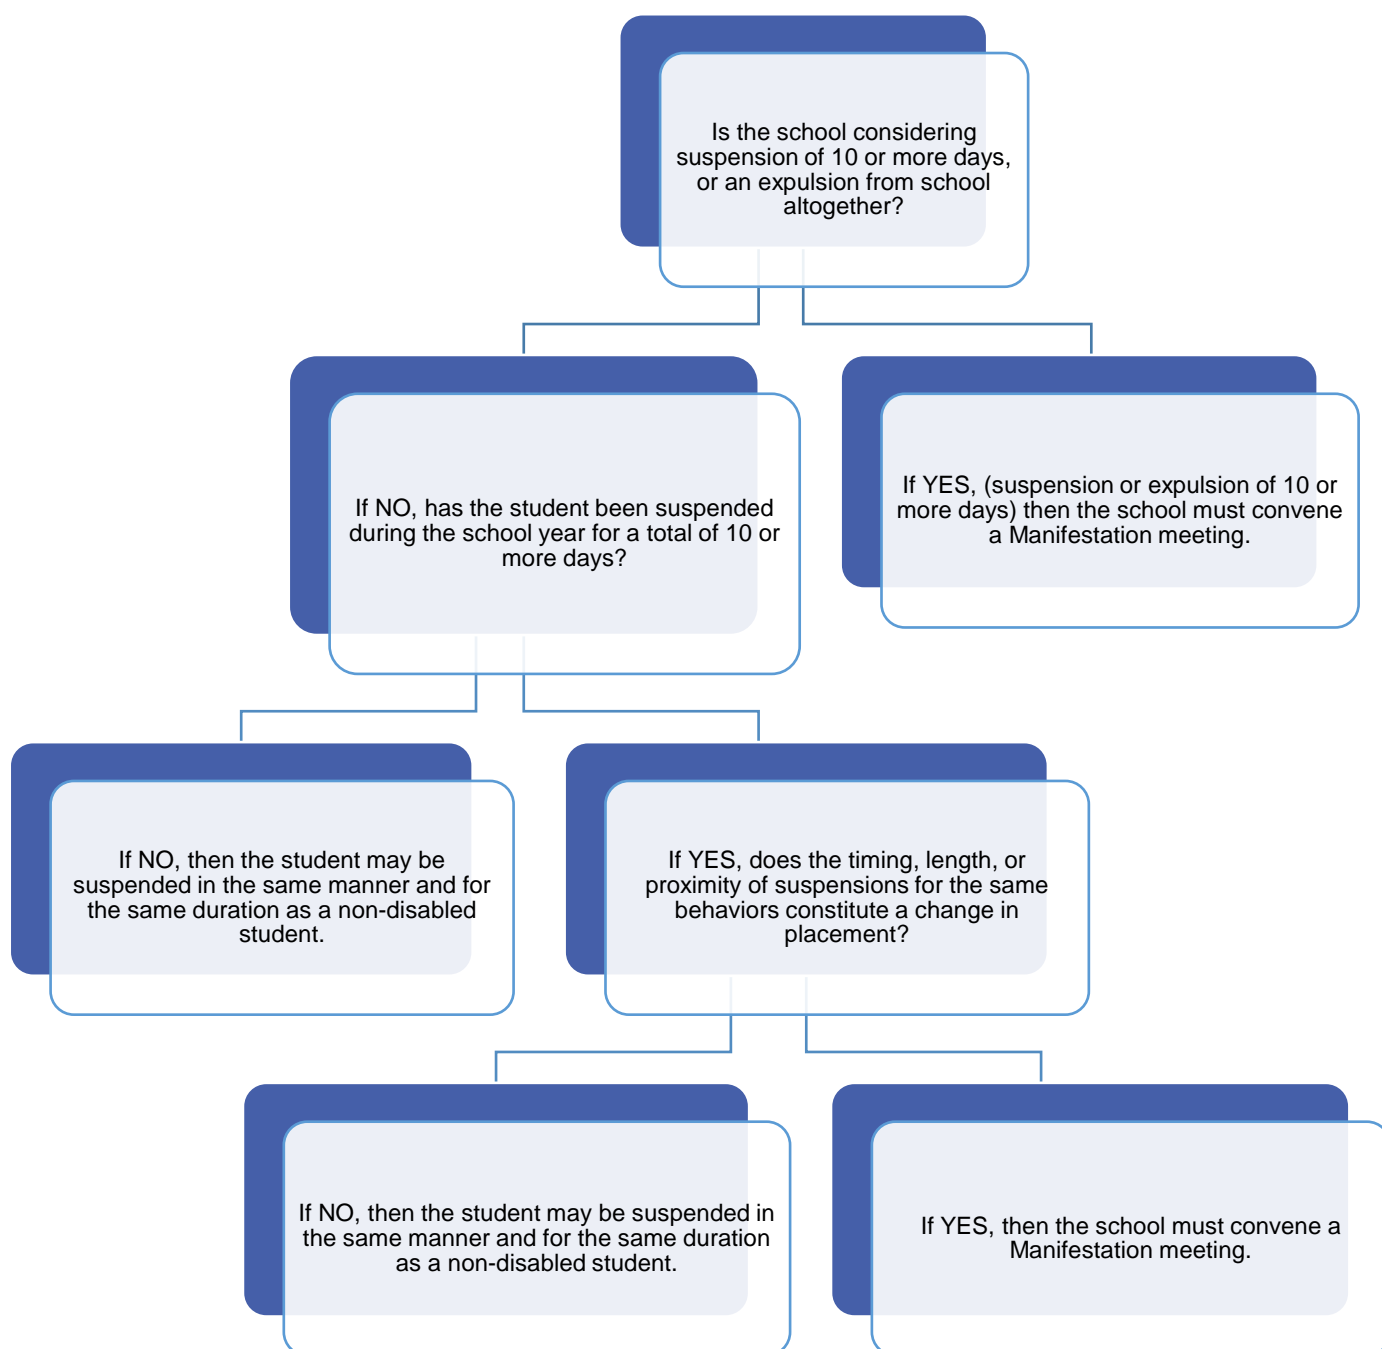 Is the school considering
suspension of 10 or more days,
or an expulsion from school
altogether?
If NO, has the student been suspended
during the school year for a total of 10 or
more days?
If YES, (suspension or expulsion of 10 or
more days) then the school must convene
a Manifestation meeting.
If NO, then the student may be
suspended in the same manner and for
the same duration as a non-disabled
student.
If YES, does the timing, length, or
proximity of suspensions for the same
behaviors constitute a change in
placement?
If NO, then the student may be suspended in
the same manner and for the same duration
as a non-disabled student.
If YES, then the school must convene a
Manifestation meeting.